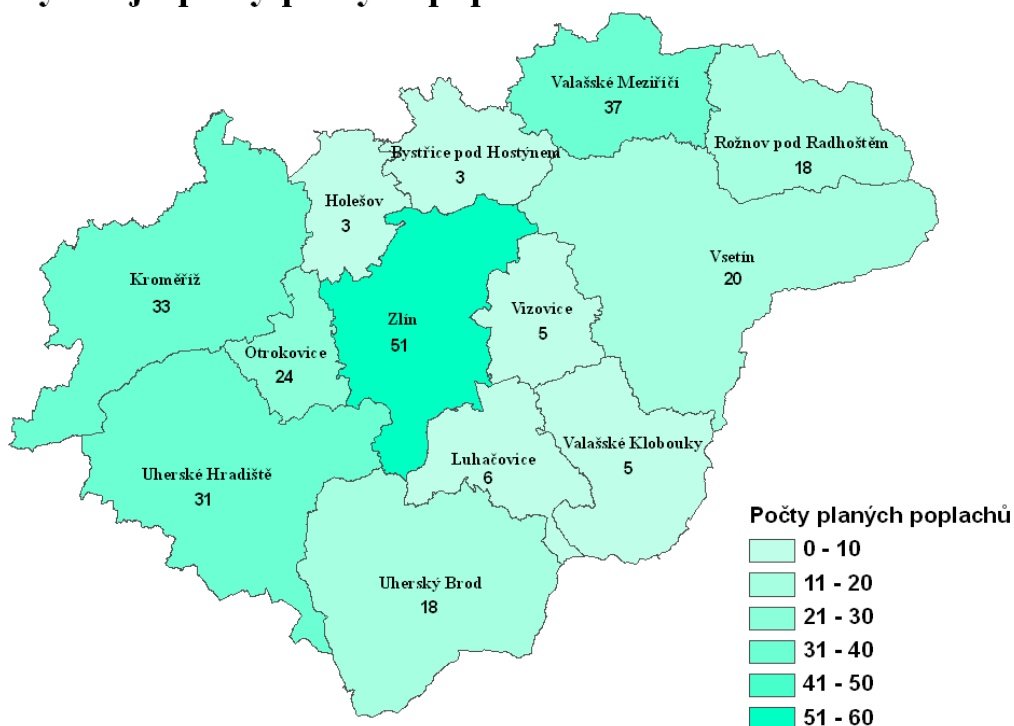 Valašské Meziříčí
37
Rožnov pod Radhoštěm
18
Bystřice pod Hostýnem
3
Holešov
3
Kroměříž
33
Vsetín
20
Zlín
51
Vizovice
5
Otrokovice
24
Valašské Klobouky
5
Luhačovice
6
Uherské Hradiště
31
Uherský Brod
18
Počty planých poplachů
0 - 10
11 - 20
21 - 30
31 - 40
41 - 50
51 - 60